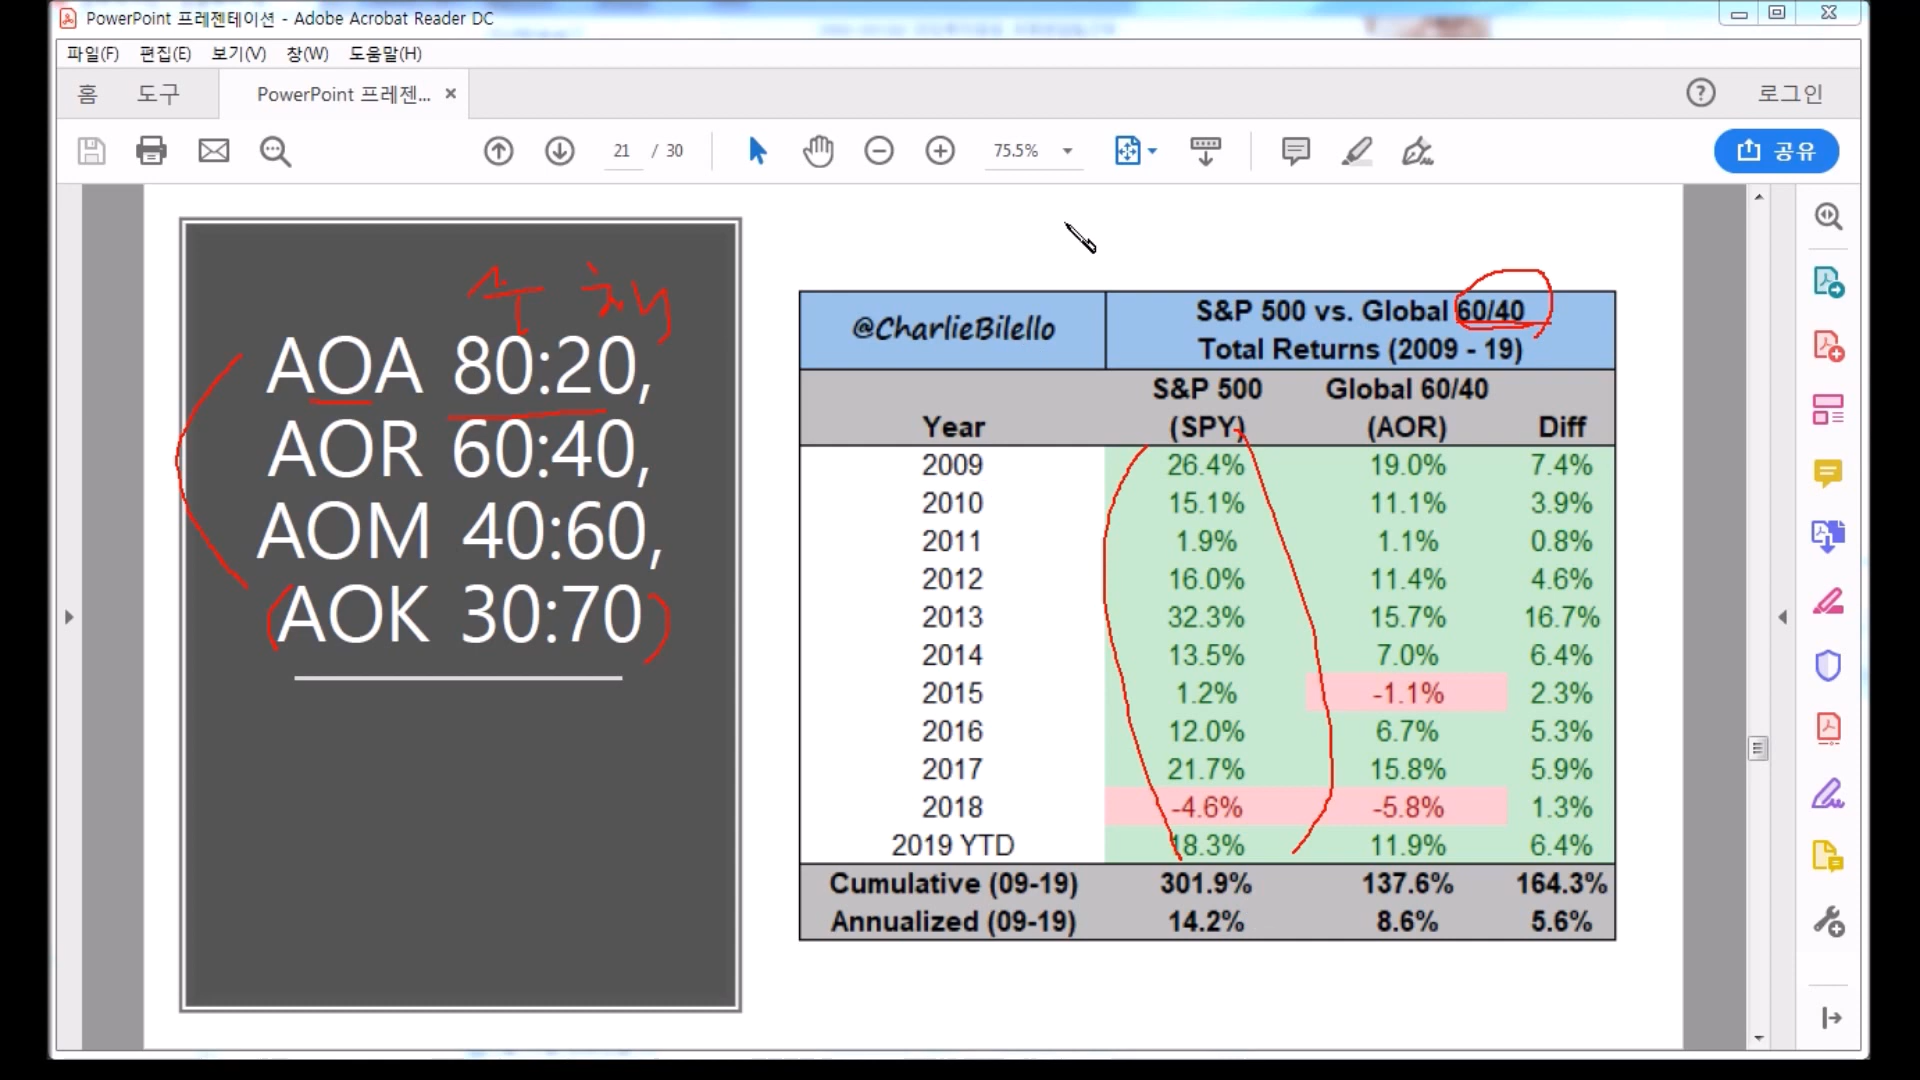 PowerPoint 프레젠테이션 - Adobe Acrobat Reader DC
파일(F) 편집(E) 보기(V) 창(W) 도움말(H)
홈 도구 PowerPoint 프레젠... × 로그인
21 / 30 75.5% 공유
주 채
AOA 80:20,
AOR 60:40,
AOM 40:60,
AOK 30:70
@CharlieBilello
S&P 500 vs. Global 60/40
Total Returns (2009 - 19)
S&P 500 Global 60/40
Year (SPY) (AOR) Diff
2009 26.4% 19.0% 7.4%
2010 15.1% 11.1% 3.9%
2011 1.9% 1.1% 0.8%
2012 16.0% 11.4% 4.6%
2013 32.3% 15.7% 16.7%
2014 13.5% 7.0% 6.4%
2015 1.2% -1.1% 2.3%
2016 12.0% 6.7% 5.3%
2017 21.7% 15.8% 5.9%
2018 -4.6% -5.8% 1.3%
2019 YTD 18.3% 11.9% 6.4%
Cumulative (09-19) 301.9% 137.6% 164.3%
Annualized (09-19) 14.2% 8.6% 5.6%